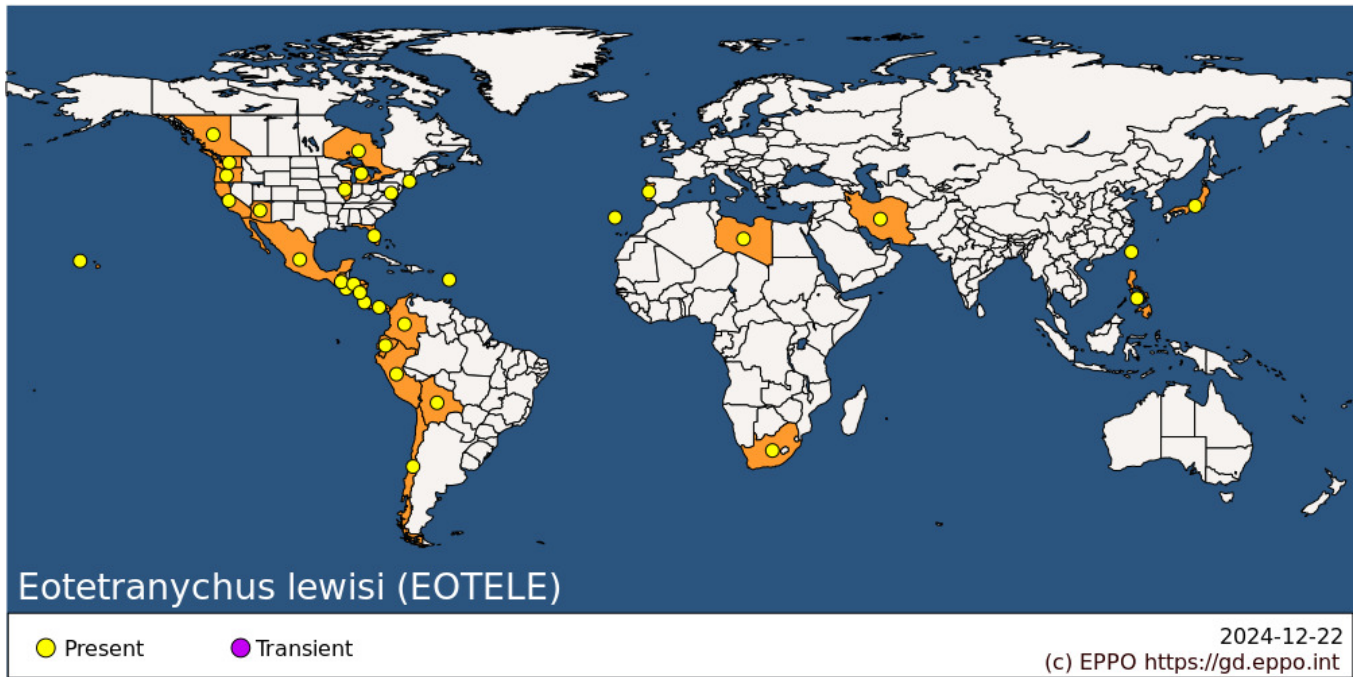 Eotetranychus lewisi (EOTELE)
Present
Transient
2024-12-22
(c) EPPO https://gd.eppo.int